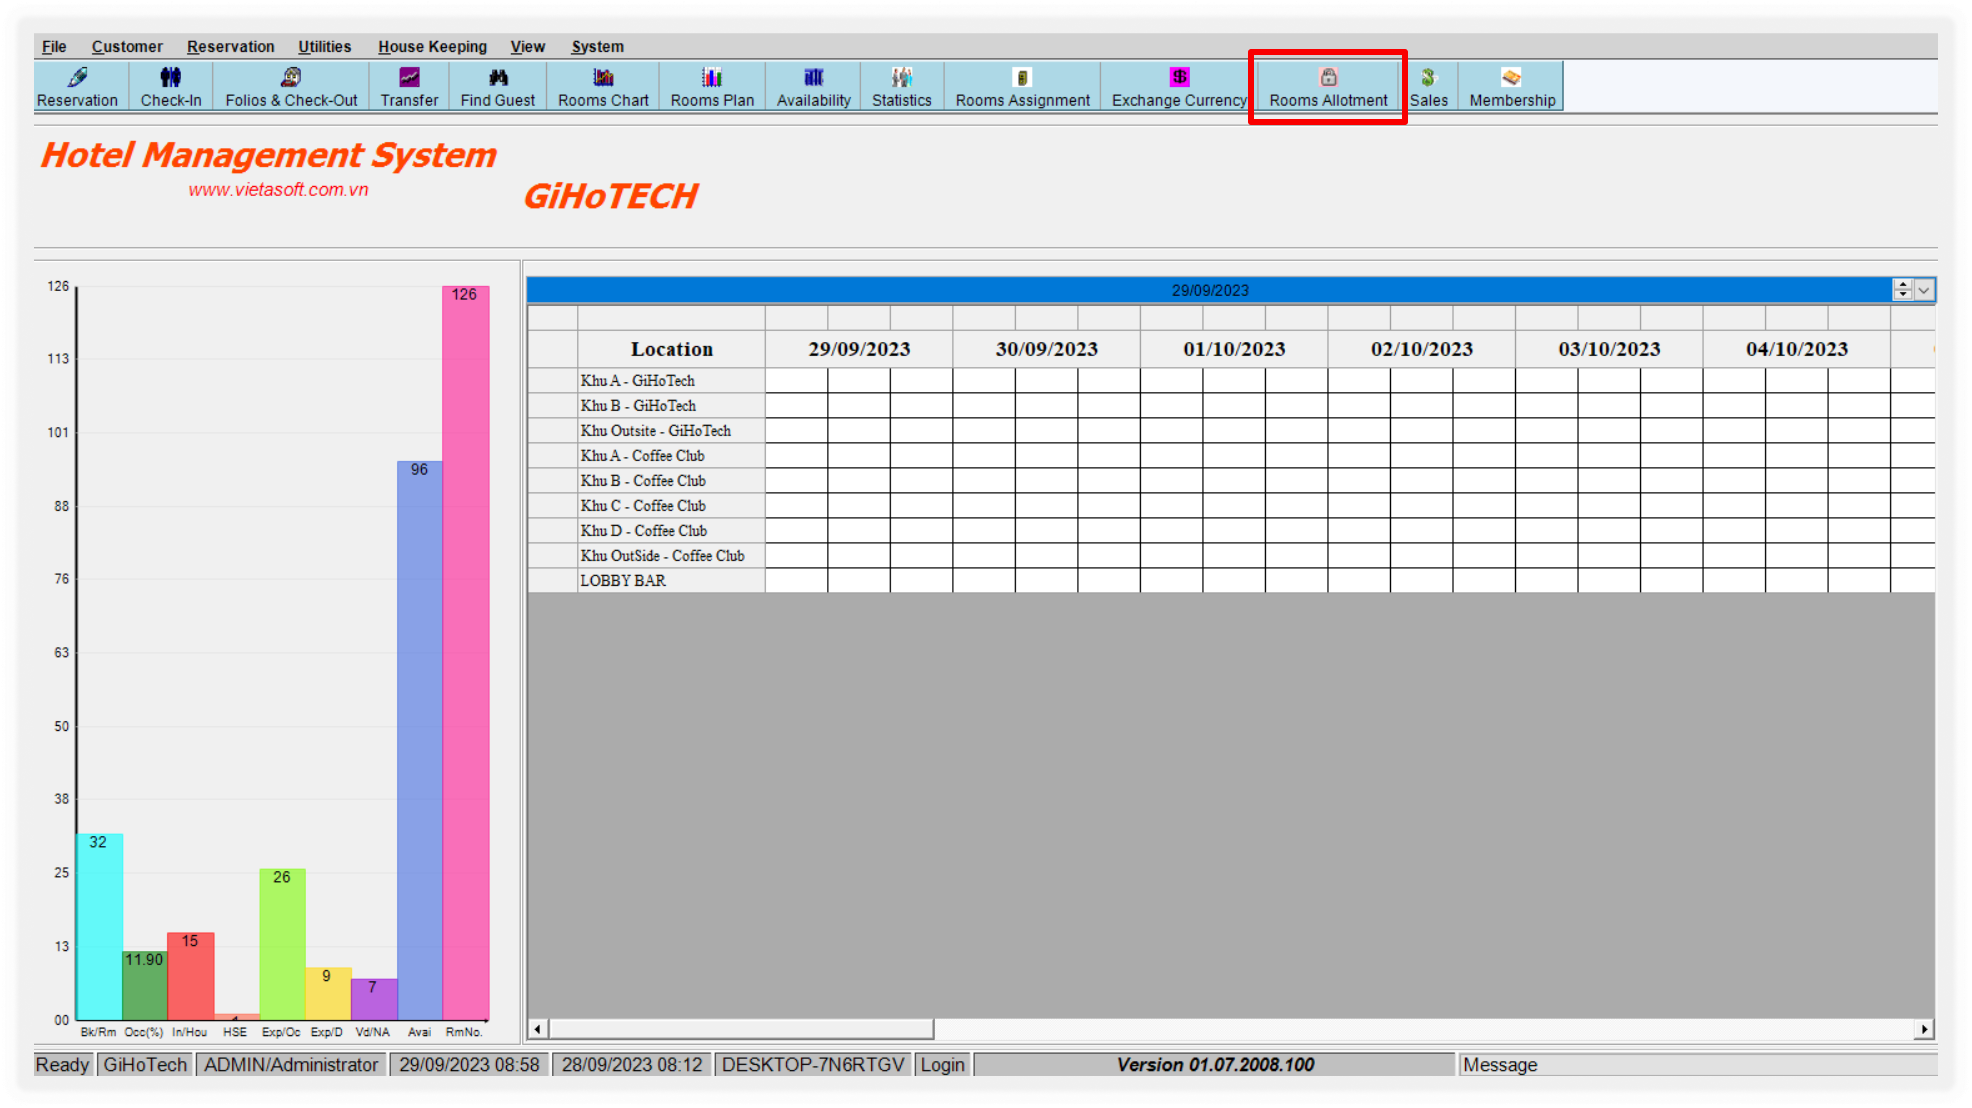 File Customer Reservation Utilities House Keeping View System
Reservation Check-In Folios & Check-Out Transfer Find Guest Rooms Chart Rooms Plan Availability Statistics Rooms Assignment Exchange Currency Rooms Allotment Sales Membership
Hotel Management System
www.vietasoft.com.vn
GiHoTECH
29/09/2023
Location 29/09/2023 30/09/2023 01/10/2023 02/10/2023 03/10/2023 04/10/2023
Khu A - GiHoTech
Khu B - GiHoTech
Khu Outsite - GiHoTech
Khu A - Coffee Club
Khu B - Coffee Club
Khu C - Coffee Club
Khu D - Coffee Club
Khu OutSide - Coffee Club
LOBBY BAR
126
113
101
88
76
63
50
38
25
13
00
32
11.90
15
26
9
7
96
126
Bk/Rm Occ(%) In/Hou HSE Exp/Oc Exp/D Vd/NA Avai RmNo.
Ready GiHoTech ADMIN/Administrator 29/09/2023 08:58 28/09/2023 08:12 DESKTOP-7N6RTGV Login Version 01.07.2008.100 Message